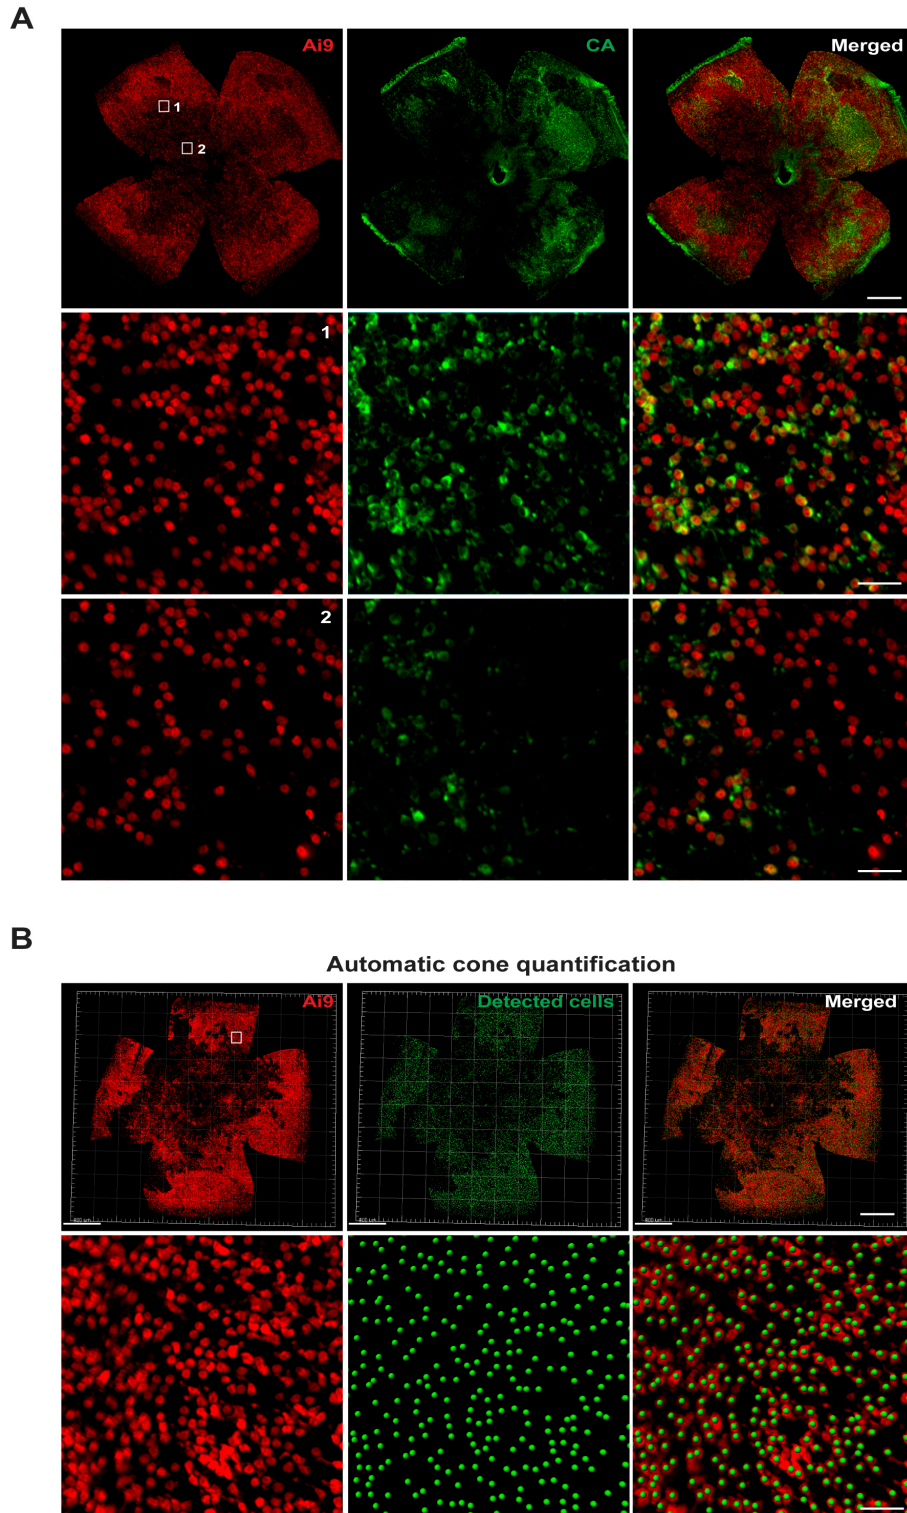 A
Ai9
CA
Merged
1
2
1
2
B
Automatic cone quantification
Ai9
Detected cells
Merged